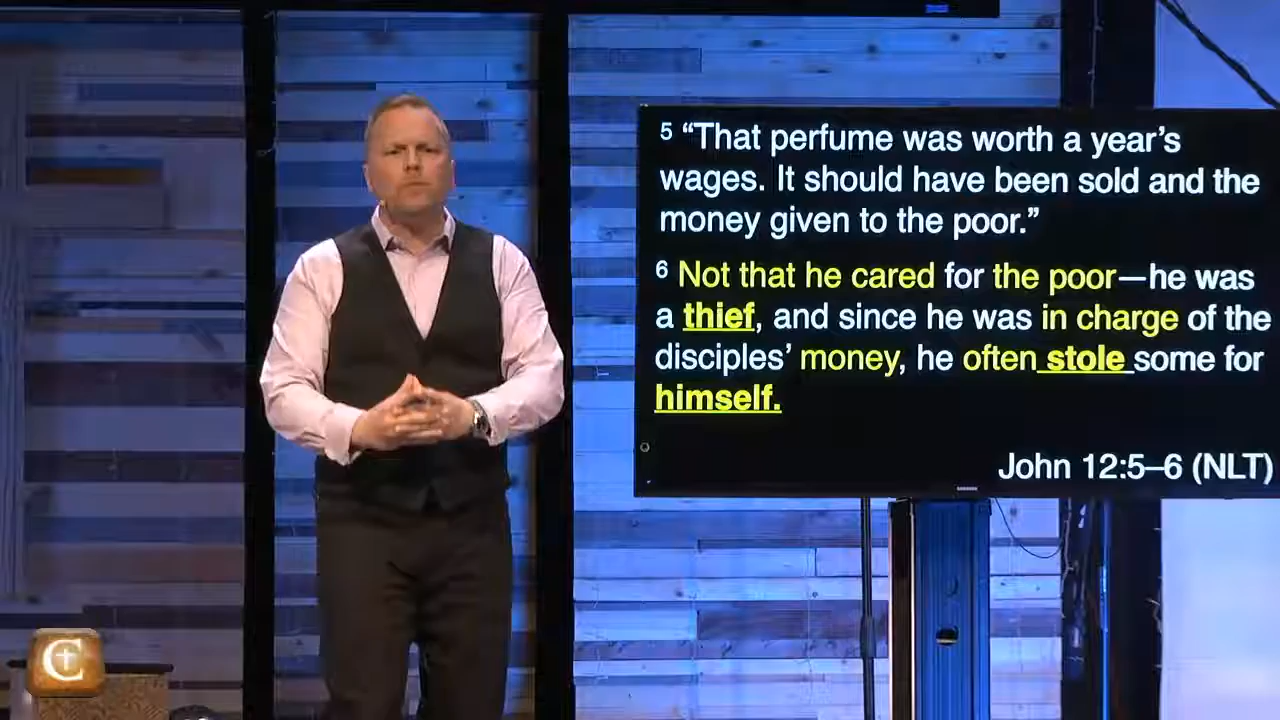 5 “That perfume was worth a year’s
wages. It should have been sold and the
money given to the poor.”
6 Not that he cared for the poor—he was
a thief, and since he was in charge of the
disciples’ money, he often stole some for
himself.
John 12:5–6 (NLT)
C